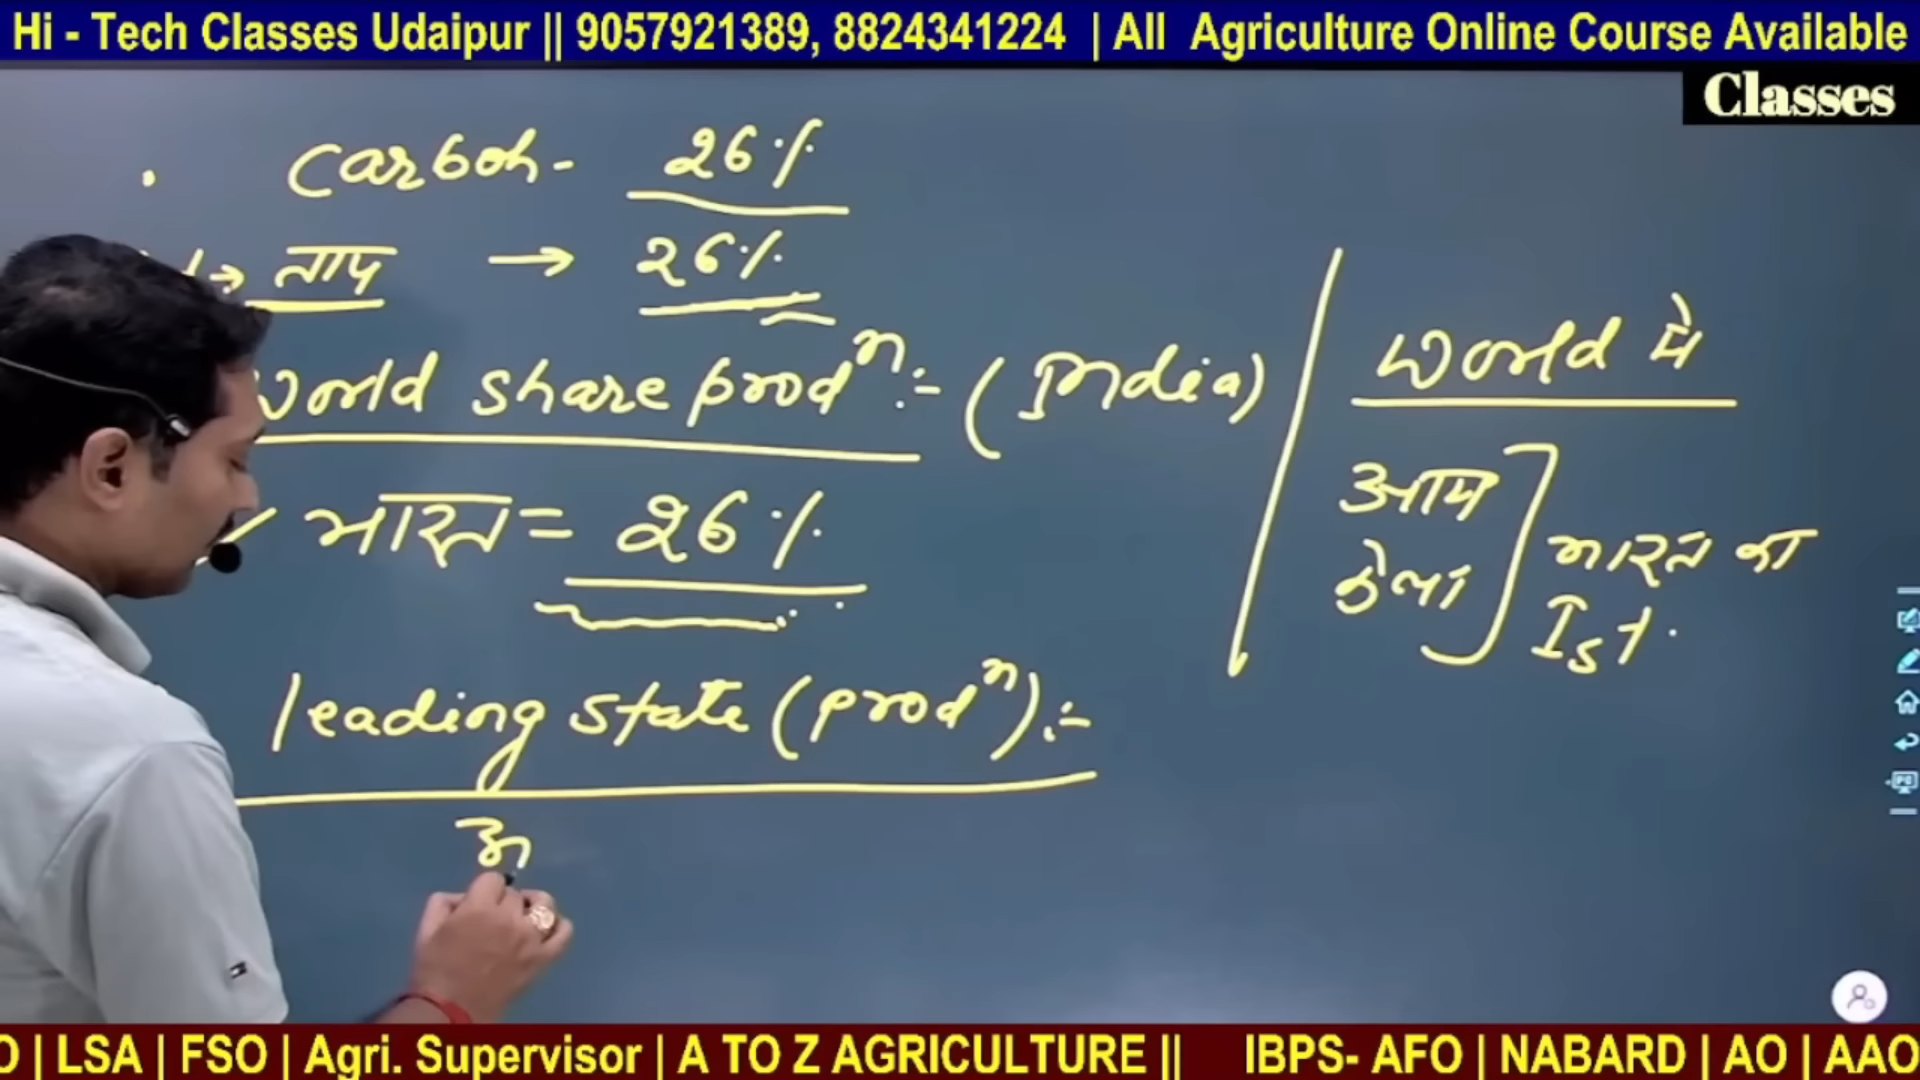 Hi - Tech Classes Udaipur || 9057921389, 8824341224 | All Agriculture Online Course Available
Classes
Carboh- 26%
→ ताप → 26%
World share prodⁿ:- (India)
भारत = 26%
leading state (prodⁿ):-
World मे
आम
केला
भारत का
Ist.
O | LSA | FSO | Agri. Supervisor | A TO Z AGRICULTURE || IBPS- AFO | NABARD | AO | AAO